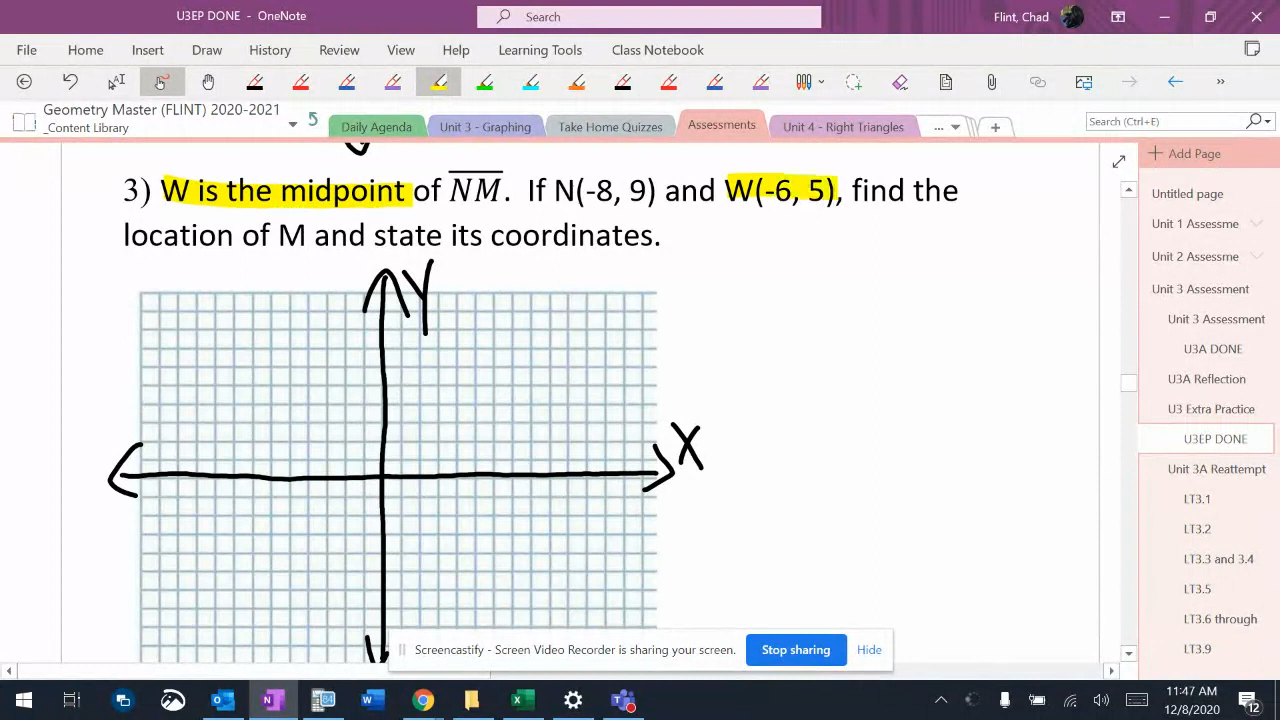 U3EP DONE - OneNote
Search
Flint, Chad
File Home Insert Draw History Review View Help Learning Tools Class Notebook
Geometry Master (FLINT) 2020-2021
_Content Library
Daily Agenda Unit 3 - Graphing Take Home Quizzes Assessments Unit 4 - Right Triangles ... + Search (Ctrl+E)
Add Page
3) W is the midpoint of NM. If N(-8, 9) and W(-6, 5), find the
location of M and state its coordinates.
Y
X
Untitled page
Unit 1 Assessme
Unit 2 Assessme
Unit 3 Assessment
Unit 3 Assessment
U3A DONE
U3A Reflection
U3 Extra Practice
U3EP DONE
Unit 3A Reattempt
LT3.1
LT3.2
LT3.3 and 3.4
LT3.5
LT3.6 through
LT3.9
Screencastify - Screen Video Recorder is sharing your screen. Stop sharing Hide
11:47 AM
12/8/2020
12